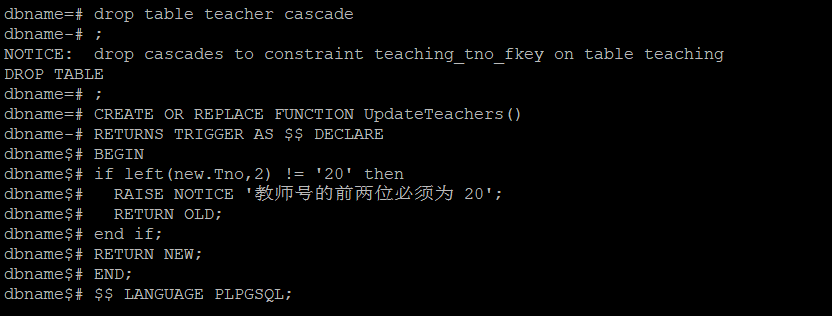 dbname=# drop table teacher cascade
dbname-# ;
NOTICE:  drop cascades to constraint teaching_tno_fkey on table teaching
DROP TABLE
dbname=# ;
dbname=# CREATE OR REPLACE FUNCTION UpdateTeachers()
dbname-# RETURNS TRIGGER AS $$ DECLARE
dbname$# BEGIN
dbname$# if left(new.Tno,2) != '20' then
dbname$#   RAISE NOTICE '教师号的前两位必须为 20';
dbname$#   RETURN OLD;
dbname$# end if;
dbname$# RETURN NEW;
dbname$# END;
dbname$# $$ LANGUAGE PLPGSQL;